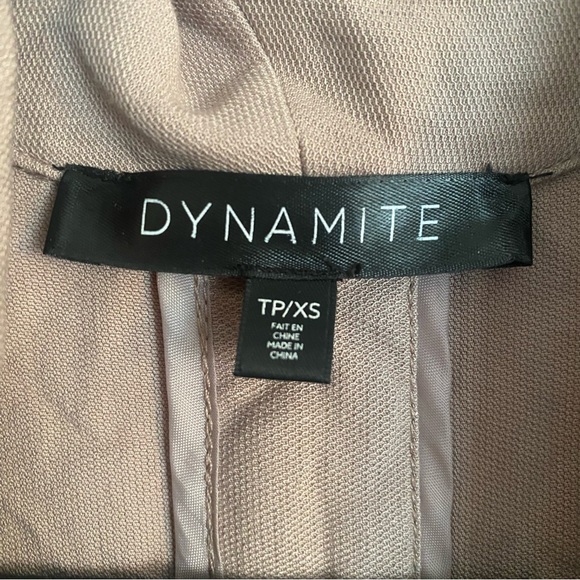 DYNAMITE
TP/XS
FAIT EN
CHINE
MADE IN
CHINA